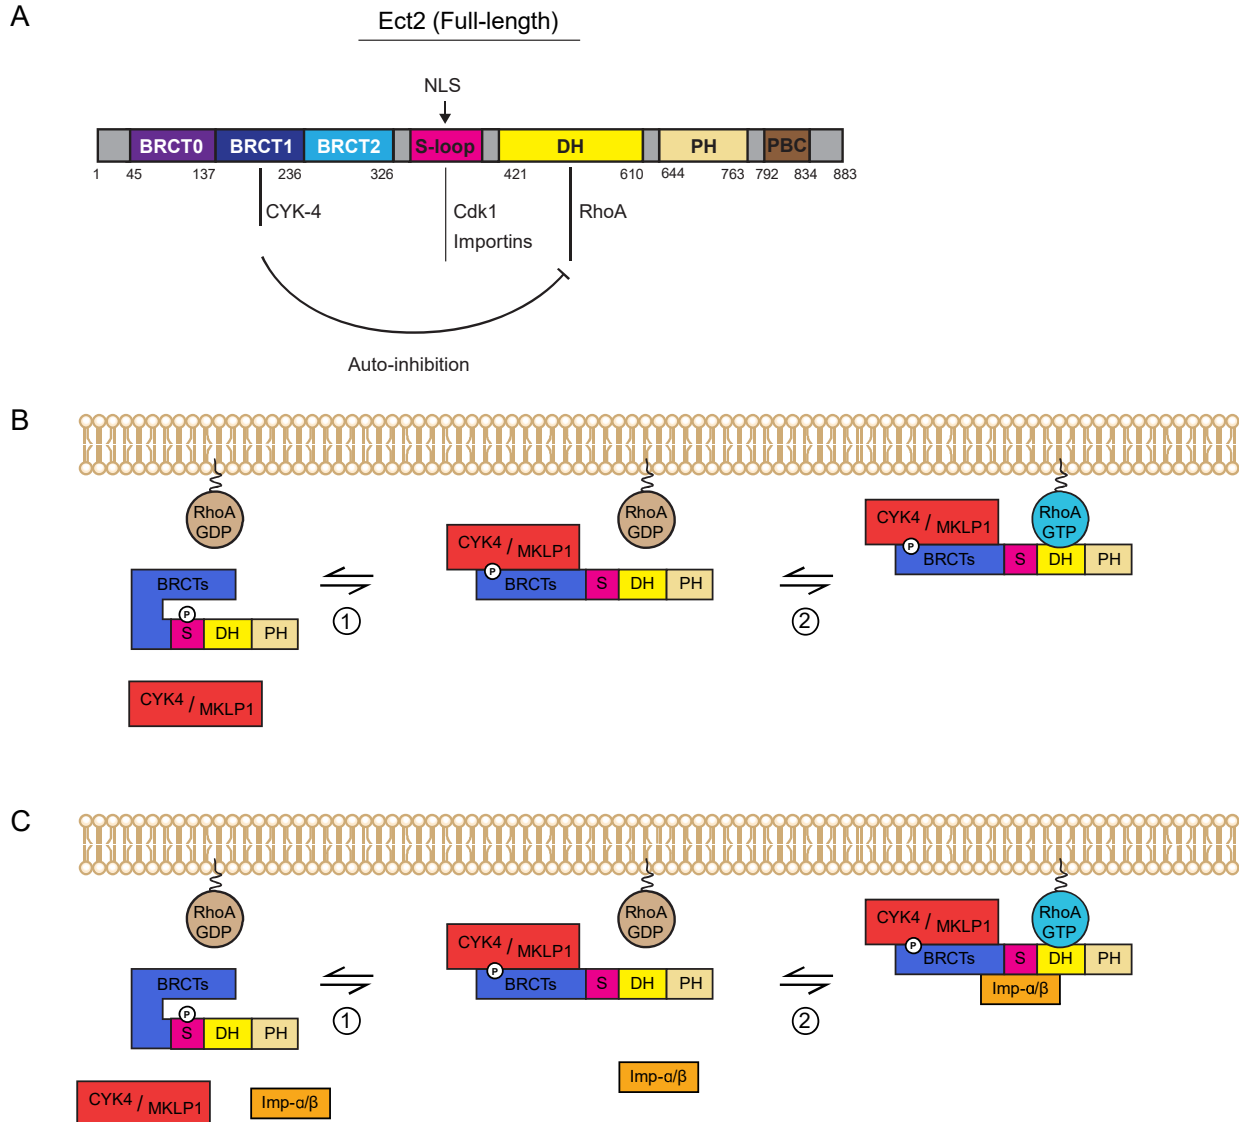 A
Ect2 (Full-length)
NLS
BRCT0 BRCT1 BRCT2 S-loop DH PH PBC
1 45 137 236 326 421 610 644 763 792 834 883
CYK-4 Cdk1 RhoA
Importins
Auto-inhibition
B
RhoA GDP
RhoA GDP
RhoA GTP
CYK4 / MKLP1
CYK4 / MKLP1
P
P
BRCTs S DH PH
BRCTs S DH PH
BRCTs
P
S DH PH
1
2
CYK4 / MKLP1
C
RhoA GDP
RhoA GDP
RhoA GTP
CYK4 / MKLP1
CYK4 / MKLP1
P
P
BRCTs S DH PH
BRCTs S DH PH
Imp-α/β
BRCTs
P
S DH PH
1
2
CYK4 / MKLP1
Imp-α/β
Imp-α/β